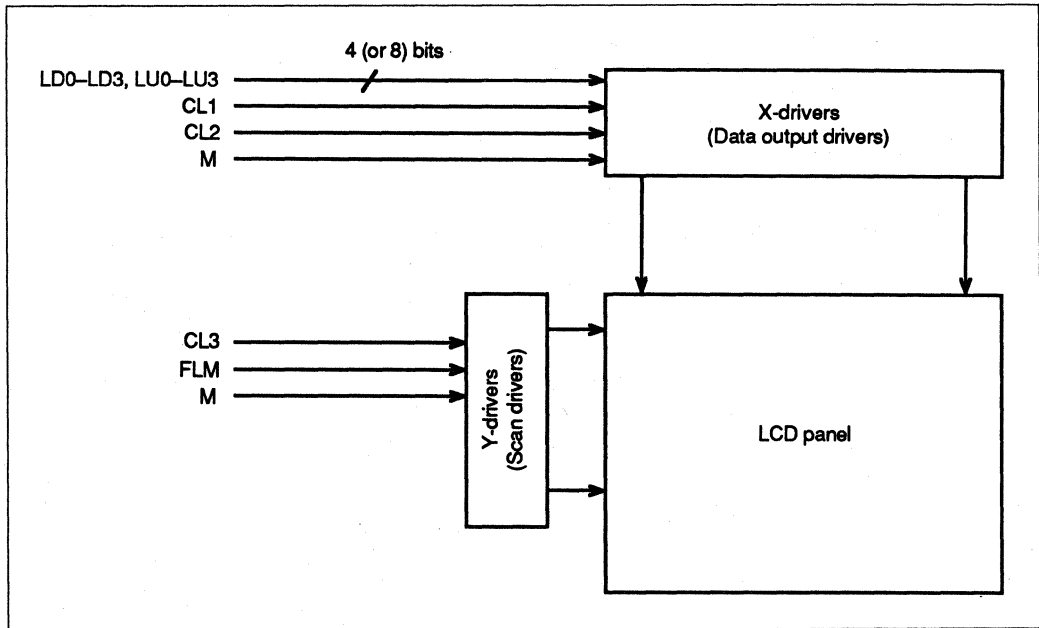 4 (or 8) bits
LD0–LD3, LU0–LU3
CL1
CL2
M
X-drivers
(Data output drivers)
CL3
FLM
M
Y-drivers
(Scan drivers)
LCD panel